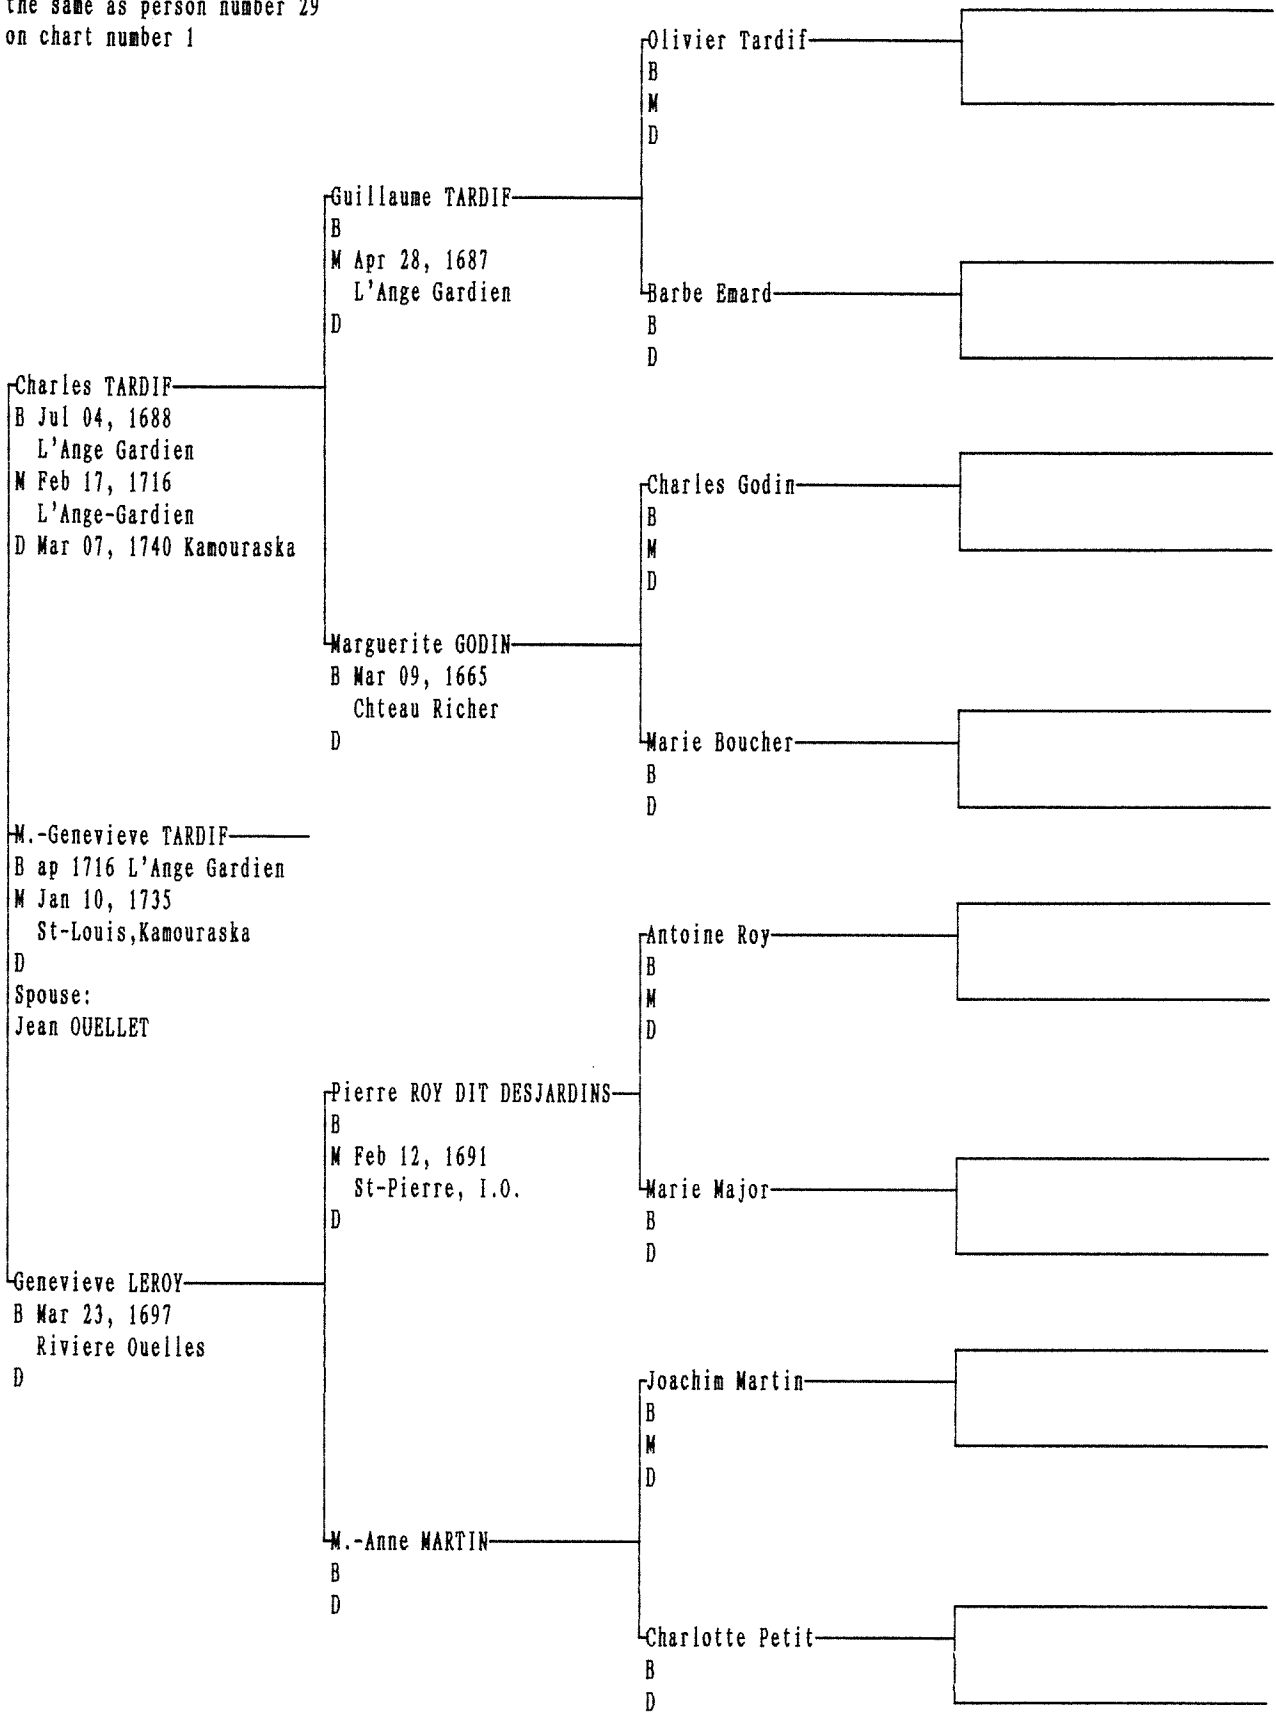 the same as person number 29
on chart number 1
Olivier Tardif
B
M
D
Guillaume TARDIF
B
M Apr 28, 1687
L'Ange Gardien
D
Barbe Emard
B
D
Charles TARDIF
B Jul 04, 1688
L'Ange Gardien
M Feb 17, 1716
L'Ange-Gardien
D Mar 07, 1740 Kamouraska
Charles Godin
B
M
D
Marguerite GODIN
B Mar 09, 1665
Chteau Richer
D
Marie Boucher
B
D
M.-Genevieve TARDIF
B ap 1716 L'Ange Gardien
M Jan 10, 1735
St-Louis,Kamouraska
D
Spouse:
Jean OUELLET
Antoine Roy
B
M
D
Pierre ROY DIT DESJARDINS
B
M Feb 12, 1691
St-Pierre, I.O.
D
Marie Major
B
D
Genevieve LEROY
B Mar 23, 1697
Riviere Ouelles
D
Joachim Martin
B
M
D
M.-Anne MARTIN
B
D
Charlotte Petit
B
D